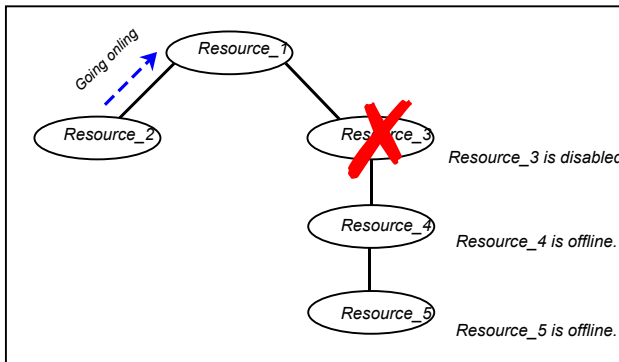 Going onling
Resource_1
Resource_2
Resource_3
Resource_3 is disabled
Resource_4
Resource_4 is offline.
Resource_5
Resource_5 is offline.